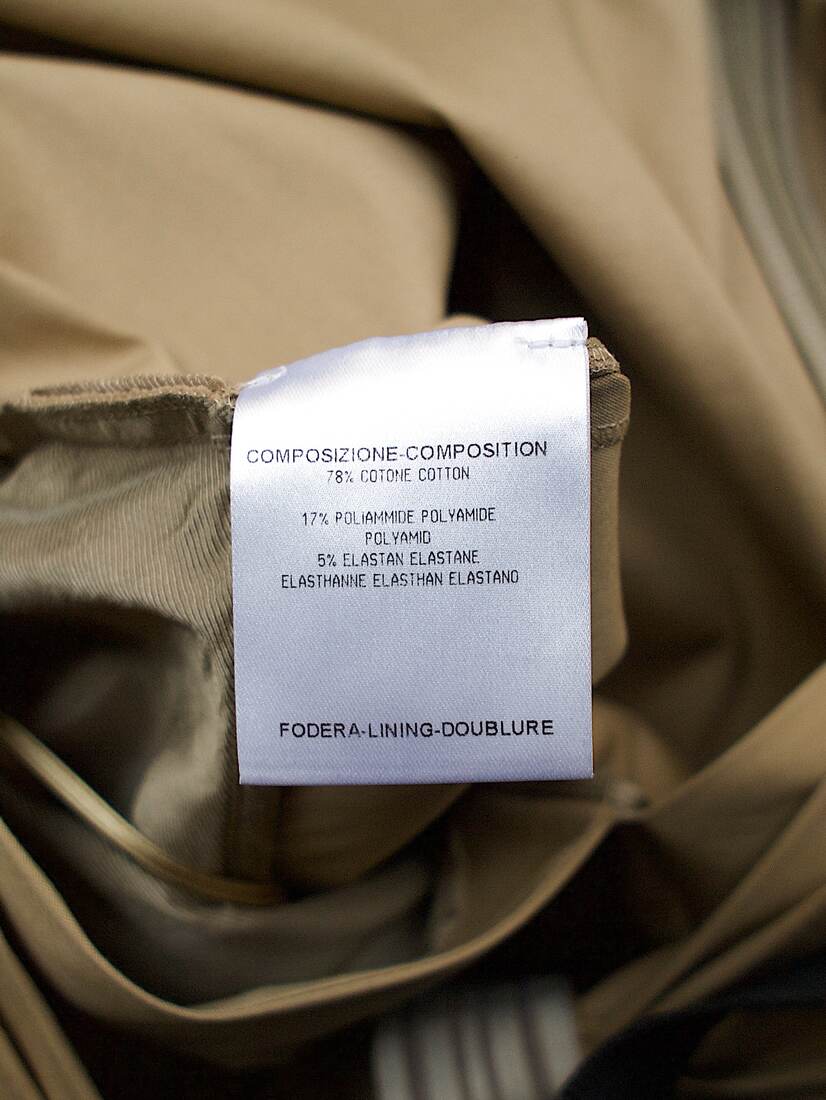 COMPOSIZIONE-COMPOSITION
78% COTONE COTTON
17% POLIAMMIDE POLYAMIDE
POLYAMID
5% ELASTAN ELASTANE
ELASTHANNE ELASTHAN ELASTANO
FODERA-LINING-DOUBLURE